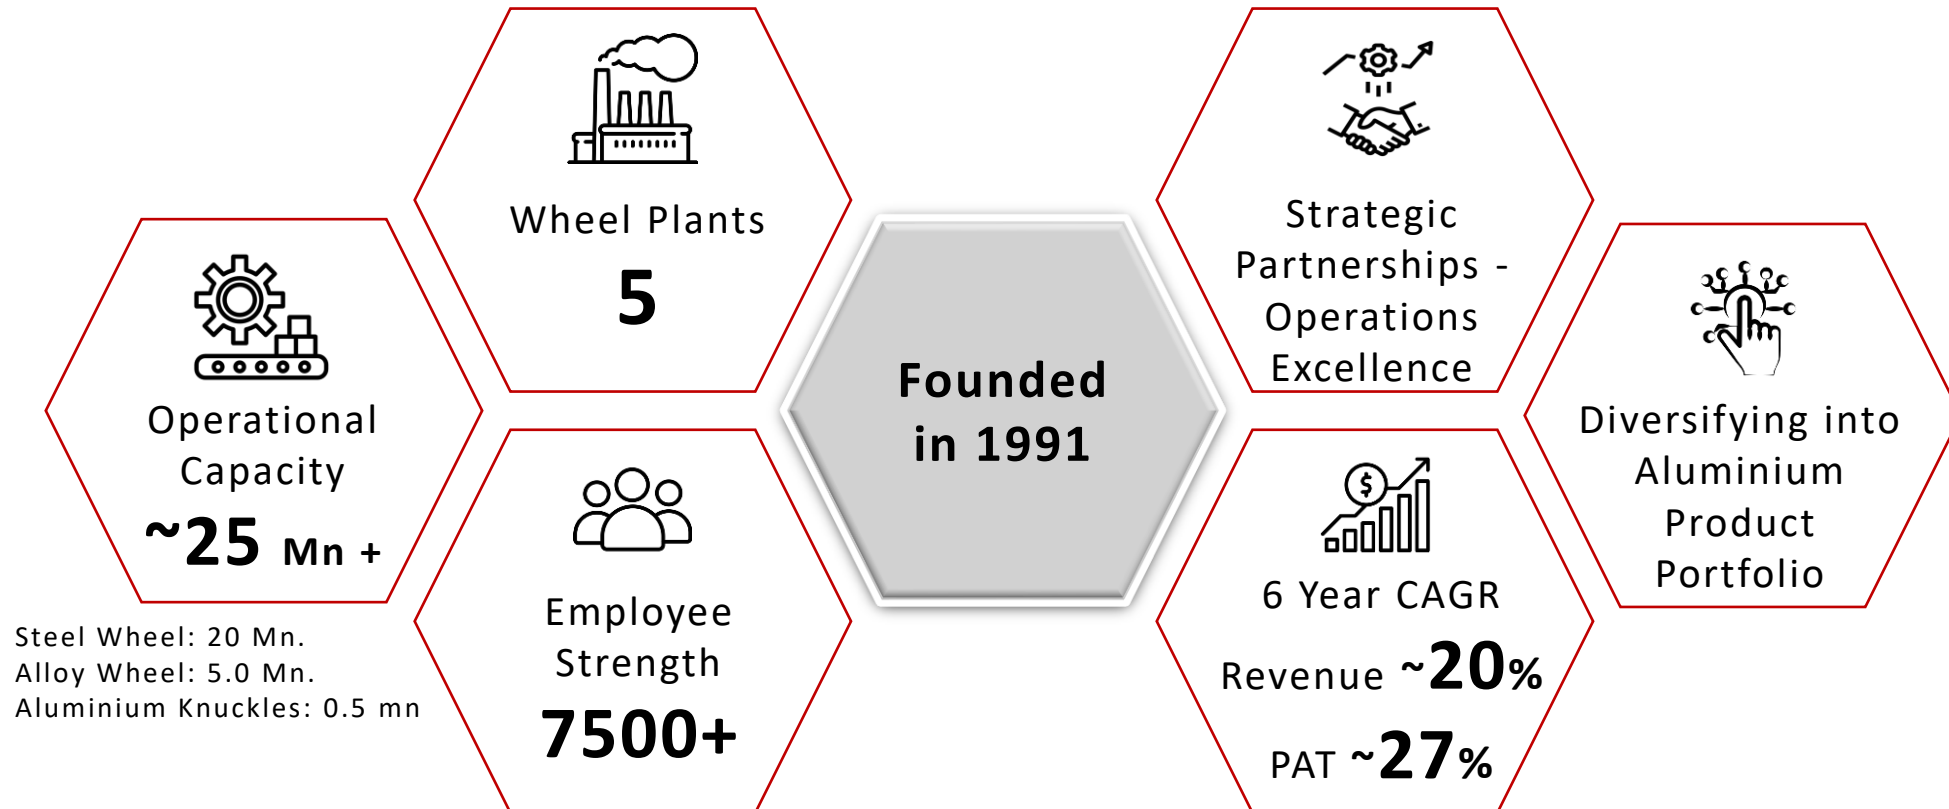 Wheel Plants
5
Operational
Capacity
~25 Mn +
Steel Wheel: 20 Mn.
Alloy Wheel: 5.0 Mn.
Aluminium Knuckles: 0.5 mn
Employee
Strength
7500+
Founded
in 1991
Strategic
Partnerships -
Operations
Excellence
6 Year CAGR
Revenue ~20%
PAT ~27%
Diversifying into
Aluminium
Product
Portfolio